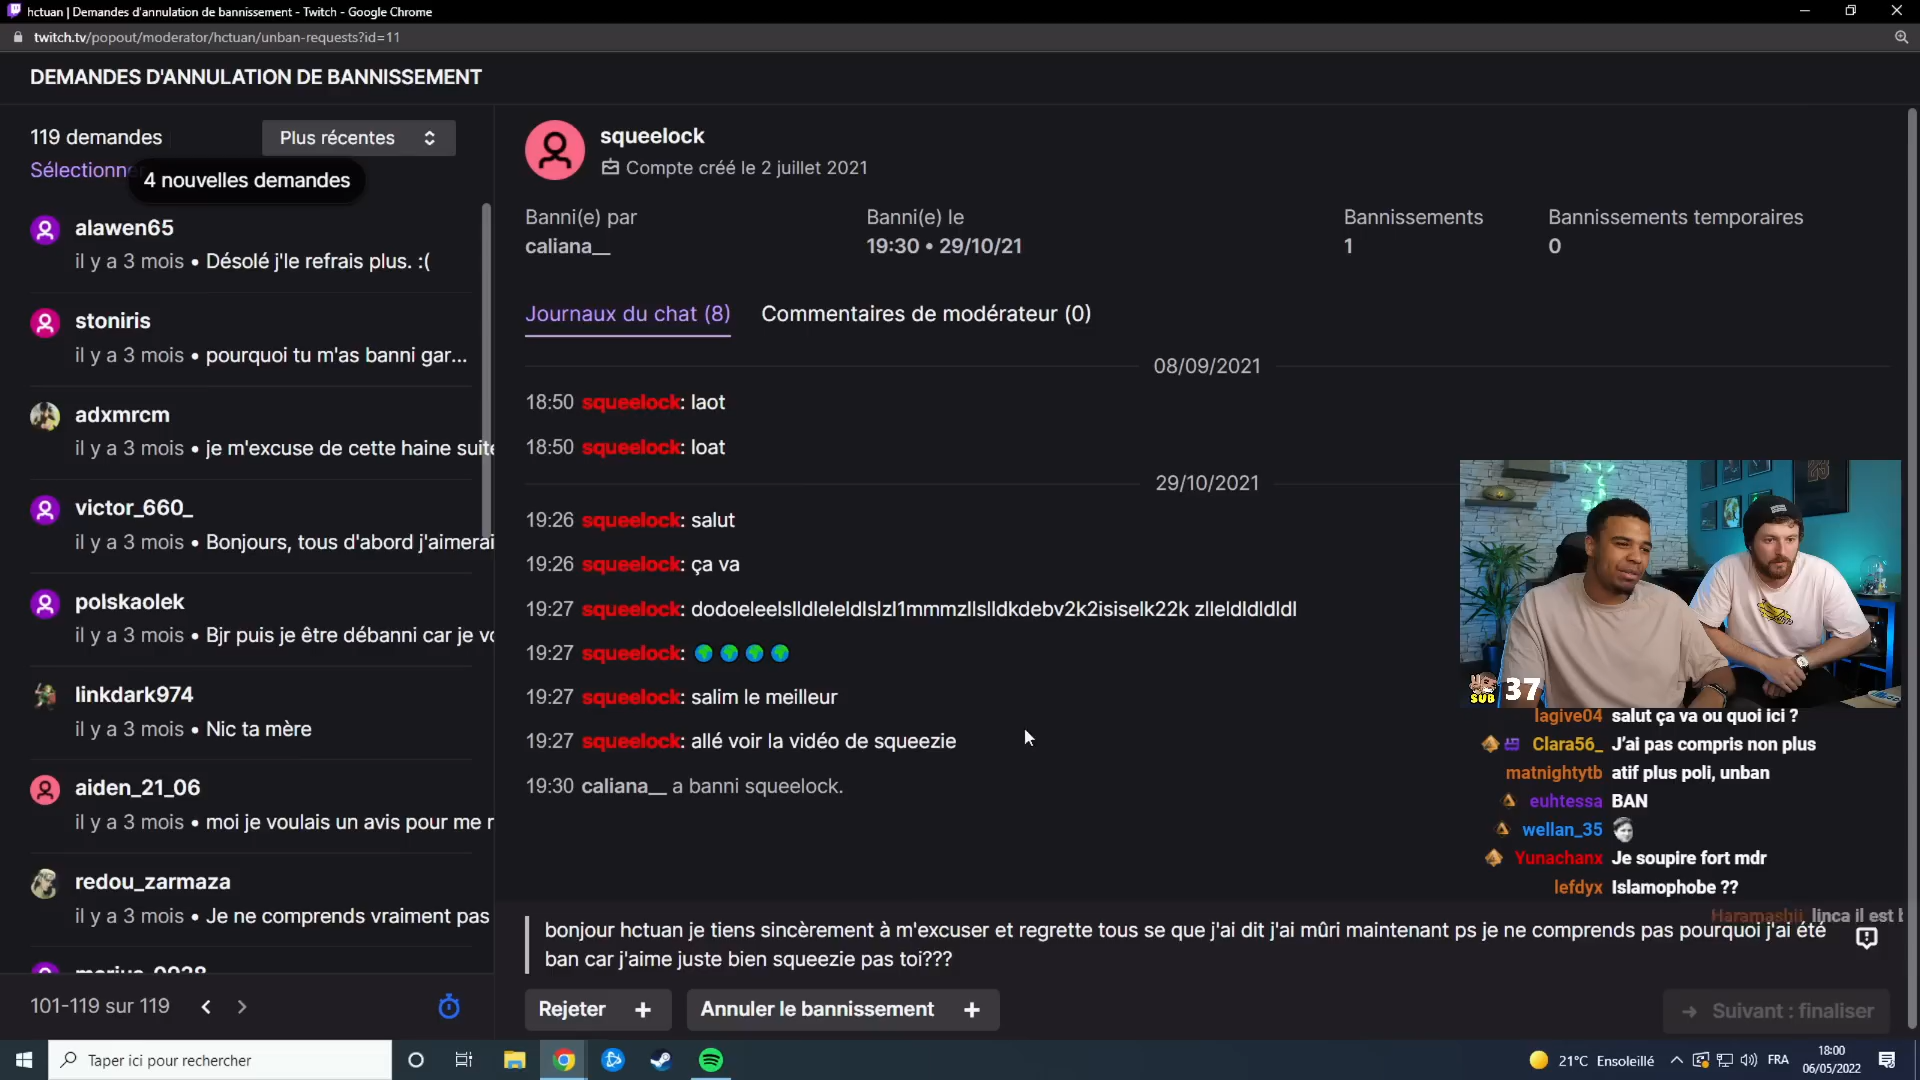 hctuan | Demandes d'annulation de bannissement - Twitch - Google Chrome
twitch.tv/popout/moderator/hctuan/unban-requests?id=11
DEMANDES D'ANNULATION DE BANNISSEMENT
119 demandes
Plus récentes
Sélectionne
4 nouvelles demandes
alawen65
il y a 3 mois • Désolé j'le refrais plus. :(
stoniris
il y a 3 mois • pourquoi tu m'as banni gar...
adxmrcm
il y a 3 mois • je m'excuse de cette haine suite
victor_660_
il y a 3 mois • Bonjours, tous d'abord j'aimerai
polskaolek
il y a 3 mois • Bjr puis je être débanni car je vo
linkdark974
il y a 3 mois • Nic ta mère
aiden_21_06
il y a 3 mois • moi je voulais un avis pour me r
redou_zarmaza
il y a 3 mois • Je ne comprends vraiment pas
101-119 sur 119
squeelock
Compte créé le 2 juillet 2021
Banni(e) par
caliana__
Banni(e) le
19:30 • 29/10/21
Bannissements
1
Bannissements temporaires
0
Journaux du chat (8)
Commentaires de modérateur (0)
08/09/2021
18:50 squeelock: laot
18:50 squeelock: loat
29/10/2021
19:26 squeelock: salut
19:26 squeelock: ça va
19:27 squeelock: dodoeleelslldleleldlslzl1mmmzllslldkdebv2k2isiselk22k zlleldldldldl
19:27 squeelock:
19:27 squeelock: salim le meilleur
19:27 squeelock: allé voir la vidéo de squeezie
19:30 caliana__ a banni squeelock.
SUB 37
lagive04 salut ça va ou quoi ici ?
Clara56_ J'ai pas compris non plus
matnightytb atif plus poli, unban
euhtessa BAN
wellan_35
Yunachanx Je soupire fort mdr
lefdyx Islamophobe ??
Haramashii linca il est
bonjour hctuan je tiens sincèrement à m'excuser et regrette tous se que j'ai dit j'ai mûri maintenant ps je ne comprends pas pourquoi j'ai été
ban car j'aime juste bien squeezie pas toi???
Rejeter +
Annuler le bannissement +
Suivant : finaliser
Taper ici pour rechercher
21°C Ensoleillé
FRA
18:00
06/05/2022